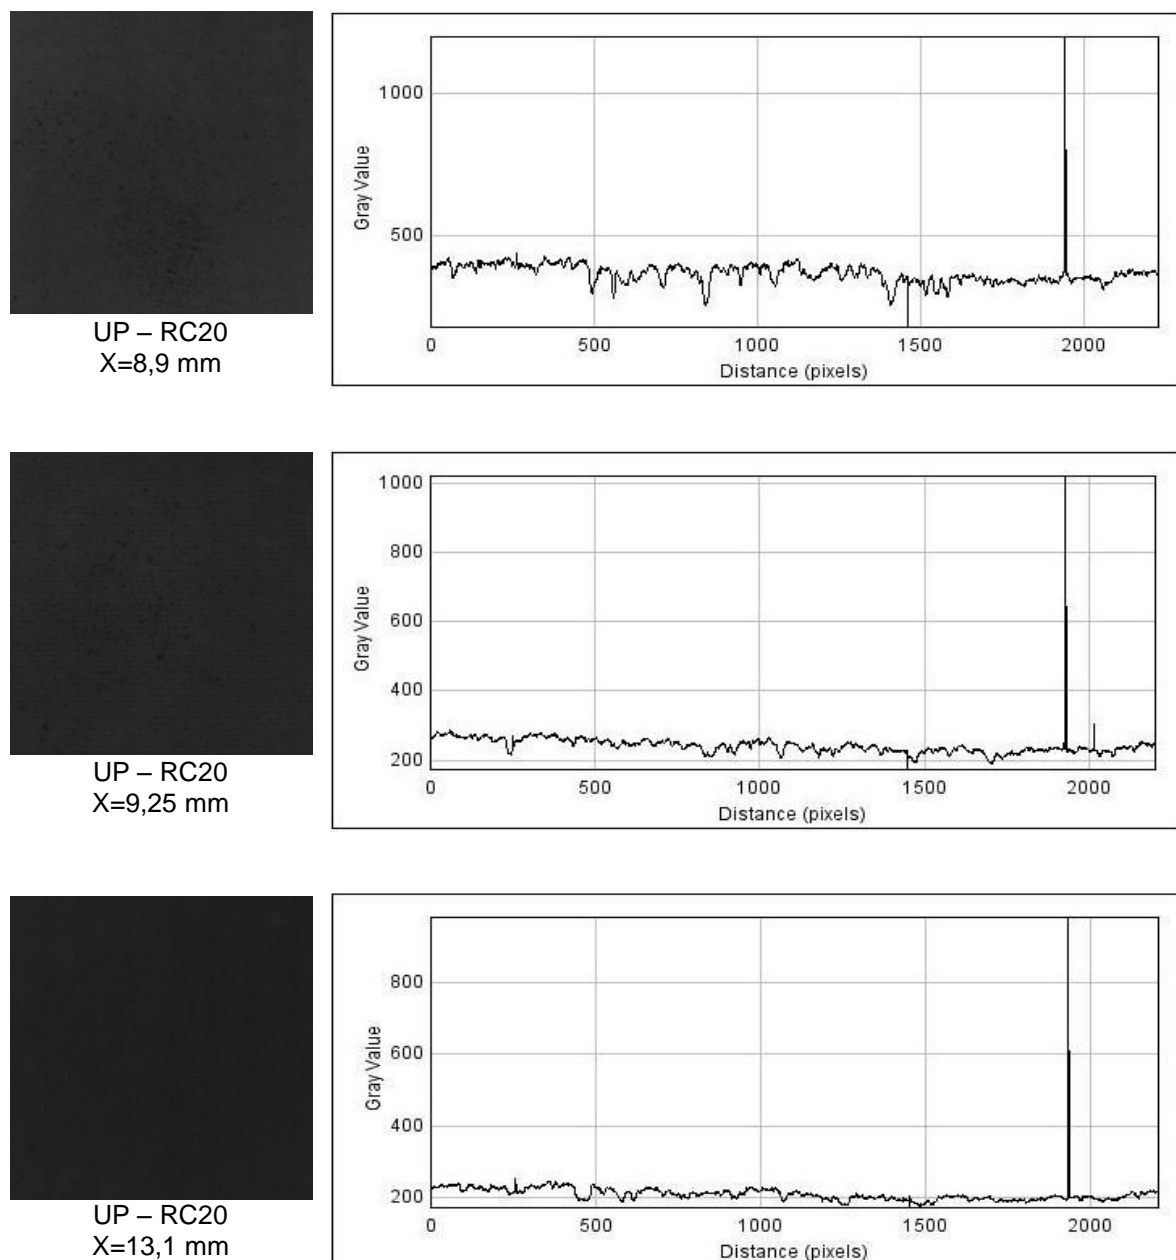 UP – RC20
X=8,9 mm
Gray Value
1000
500
0 500 1000 1500 2000
Distance (pixels)
UP – RC20
X=9,25 mm
Gray Value
1000
800
600
400
200
0 500 1000 1500 2000
Distance (pixels)
UP – RC20
X=13,1 mm
Gray Value
800
600
400
200
0 500 1000 1500 2000
Distance (pixels)